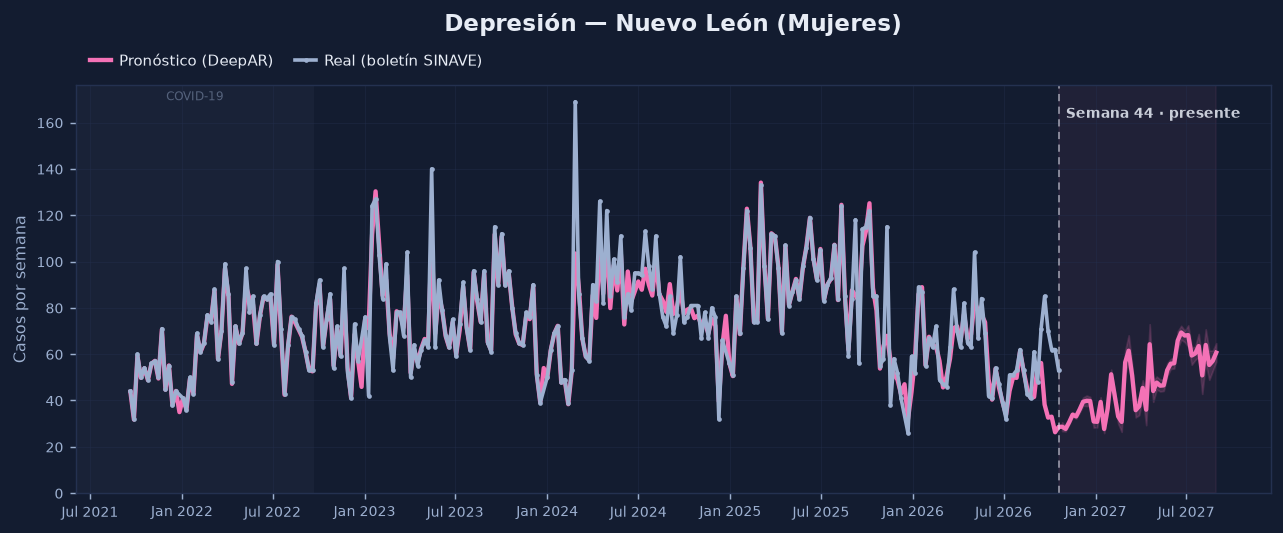 Depresión — Nuevo León (Mujeres)
Pronóstico (DeepAR)
Real (boletín SINAVE)
COVID-19
Semana 44 · presente
Casos por semana
160
140
120
100
80
60
40
20
0
Jul 2021
Jan 2022
Jul 2022
Jan 2023
Jul 2023
Jan 2024
Jul 2024
Jan 2025
Jul 2025
Jan 2026
Jul 2026
Jan 2027
Jul 2027